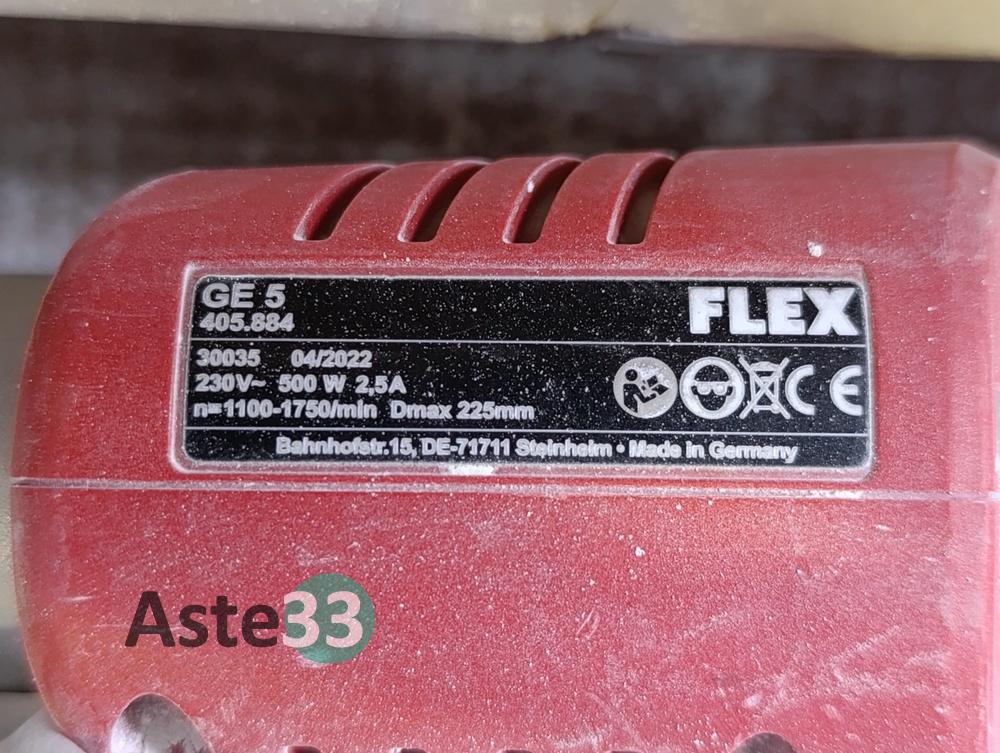 GE 5
FLEX
405.884
30035 04/2022
230V~ 500 W 2,5A
n=1100-1750/min Dmax 225mm
CE
Bahnhofstr.15, DE-71711 Steinheim • Made in Germany
Aste33